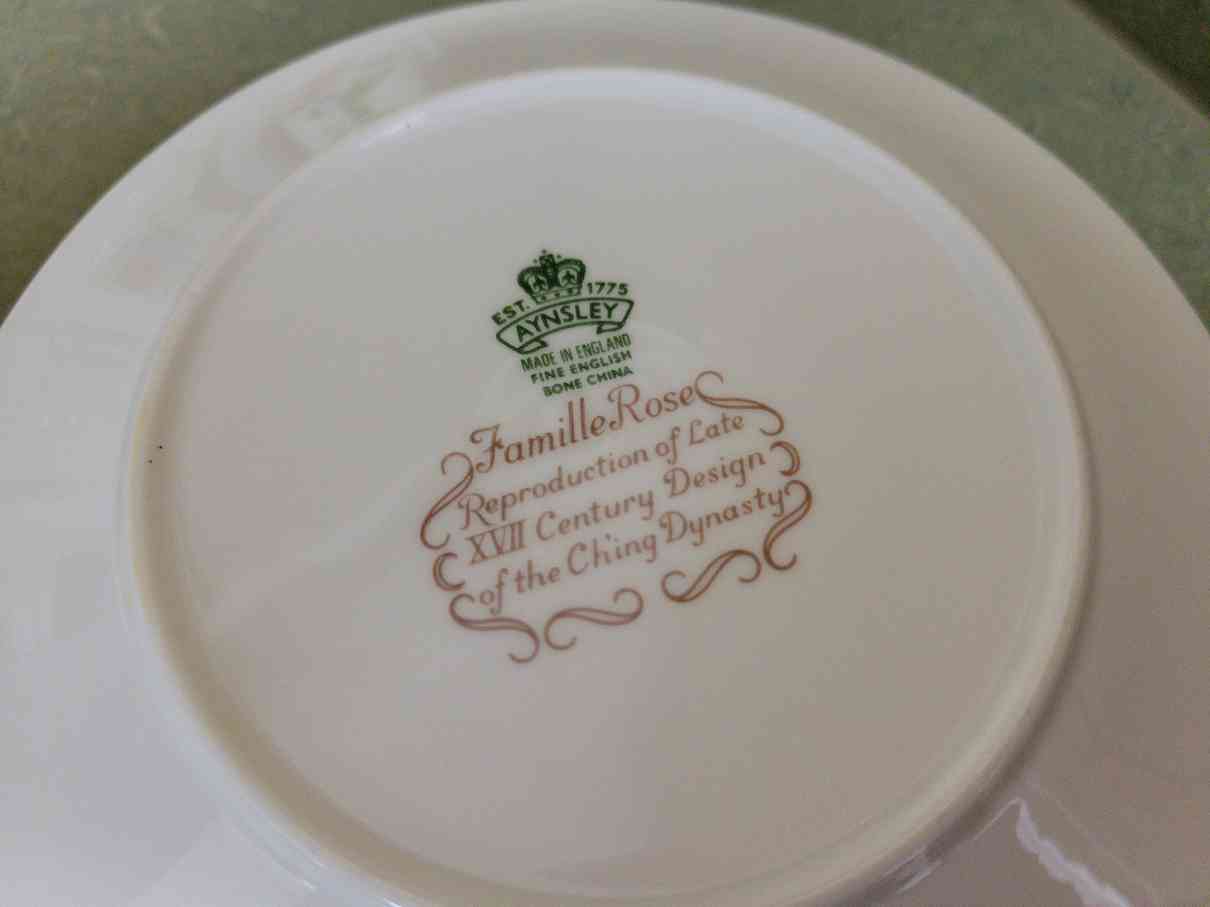 EST. 1775
AYNSLEY
MADE IN ENGLAND
FINE ENGLISH
BONE CHINA
Famille Rose
Reproduction of Late
XVII Century Design
of the Ch'ing Dynasty